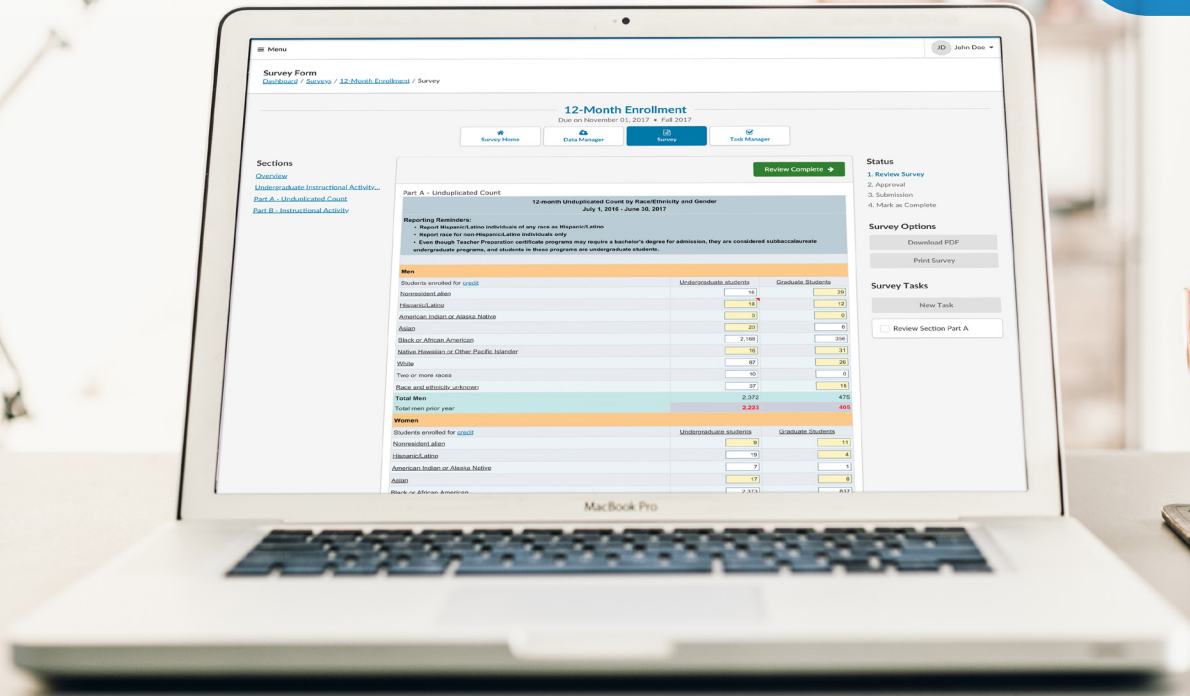 ≡ Menu
JD John Doe
Survey Form
Dashboard / Surveys / 12-Month Enrollment / Survey
12-Month Enrollment
Due on November 01, 2017 • Fall 2017
Survey Home
Data Manager
Survey
Task Manager
Sections
Overview
Undergraduate Instructional Activity...
Part A - Unduplicated Count
Part B - Instructional Activity
Review Complete →
Part A - Unduplicated Count
12-month Unduplicated Count by Race/Ethnicity and Gender
July 1, 2016 - June 30, 2017
Reporting Reminders:
• Report Hispanic/Latino individuals of any race as Hispanic/Latino
• Report race for non-Hispanic/Latino individuals only
• Even though Teacher Preparation certificate programs may require a bachelor's degree for admission, they are considered subbaccalaureate
undergraduate programs, and students in these programs are undergraduate students.
Men
Students enrolled for credit Undergraduate students Graduate Students
Nonresident alien 16 29
Hispanic/Latino 18 12
American Indian or Alaska Native 0
Asian 6
Black or African American 2,188 356
Native Hawaiian or Other Pacific Islander 16 31
White 87 26
Two or more races 10 0
Race and ethnicity unknown 37
Total Men 2,372 475
Total men prior year 2,233 465
Women
Students enrolled for credit Undergraduate students Graduate Students
Nonresident alien 9 11
Hispanic/Latino 19 4
American Indian or Alaska Native 7 1
Asian 17 8
Black or African American 2,373 837
Status
1. Review Survey
2. Approval
3. Submission
4. Mark as Complete
Survey Options
Download PDF
Print Survey
Survey Tasks
New Task
Review Section Part A
MacBook Pro